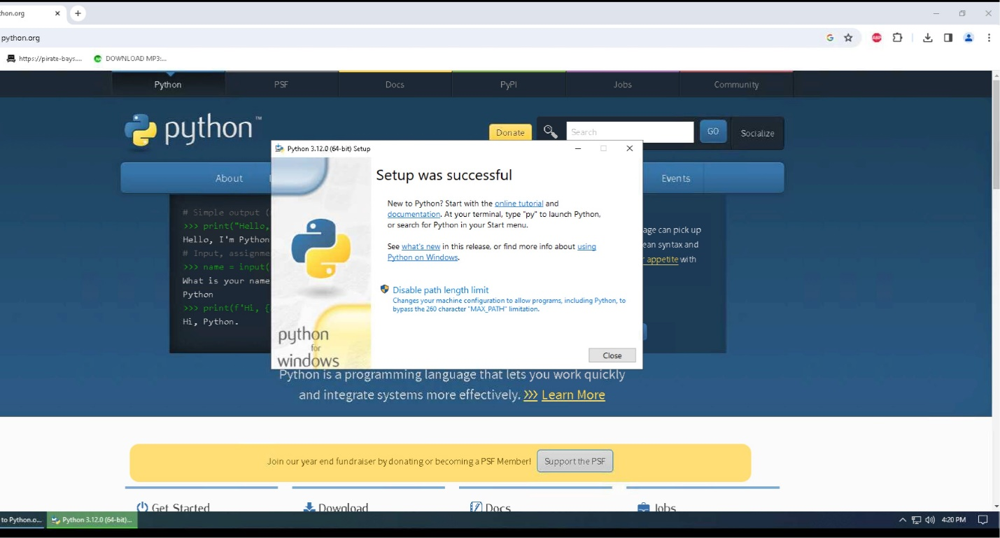 thon.org
python.org
https://pirate-bays....
DOWNLOAD MP3:...
Python
PSF
Docs
PyPI
Jobs
Community
python™
Donate
Search
GO
Socialize
About
Events
Python 3.12.0 (64-bit) Setup
Setup was successful
New to Python? Start with the online tutorial and
documentation. At your terminal, type "py" to launch Python,
or search for Python in your Start menu.
See what's new in this release, or find more info about using
Python on Windows.
Disable path length limit
Changes your machine configuration to allow programs, including Python, to
bypass the 260 character "MAX_PATH" limitation.
python
for
windows
Close
# Simple output (
>>> print("Hello,
Hello, I'm Python
# Input, assignme
>>> name = input(
What is your name
Python
>>> print(f'Hi, {
Hi, Python.
age can pick up
ean syntax and
r appetite with
Python is a programming language that lets you work quickly
and integrate systems more effectively. >>> Learn More
Join our year end fundraiser by donating or becoming a PSF Member!
Support the PSF
Get Started
Download
Docs
Jobs
to Python.o...
Python 3.12.0 (64-bit)...
4:20 PM